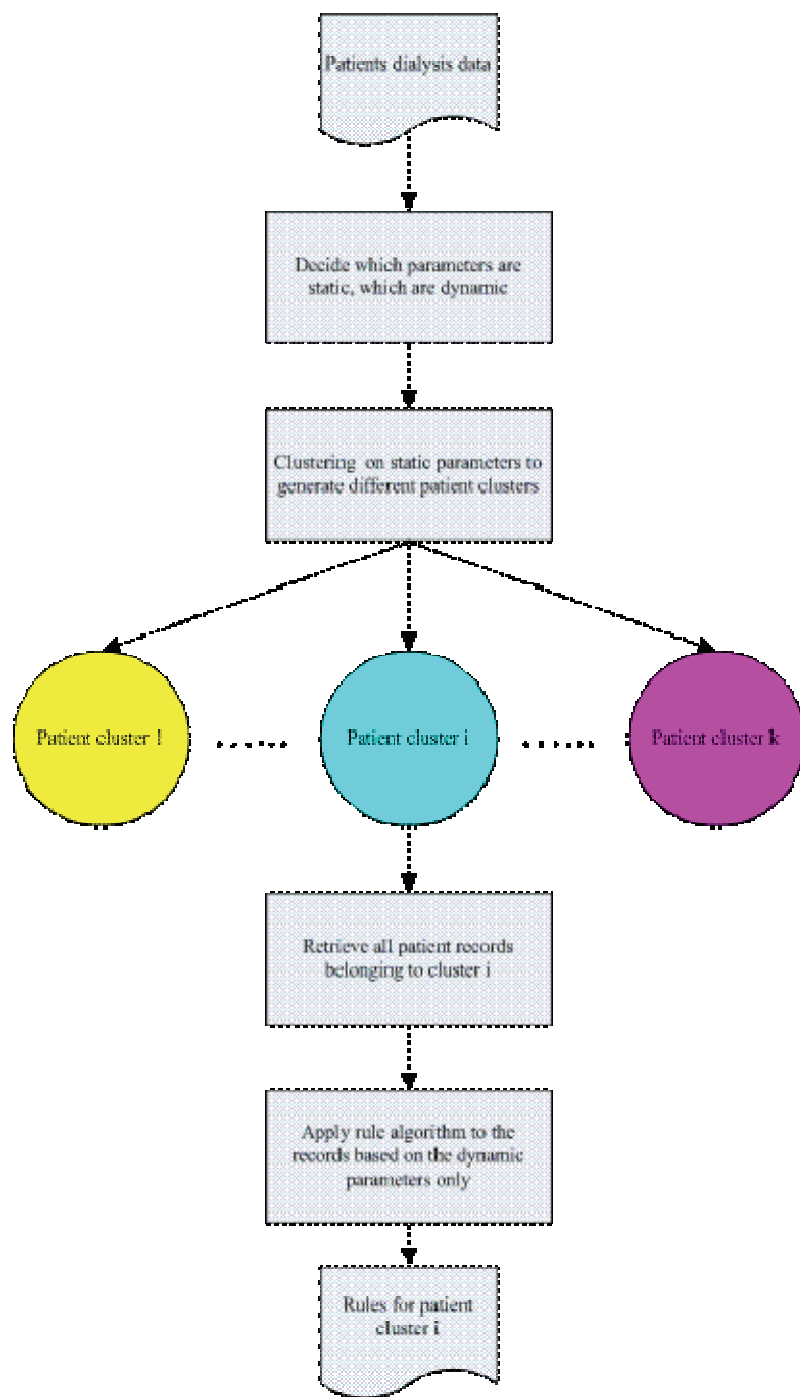 Patients dialysis data
Decide which parameters are
static, which are dynamic
Clustering on static parameters to
generate different patient clusters
Patient cluster 1
Patient cluster i
Patient cluster k
Retrieve all patient records
belonging to cluster i
Apply rule algorithm to the
records based on the dynamic
parameters only
Rules for patient
cluster i